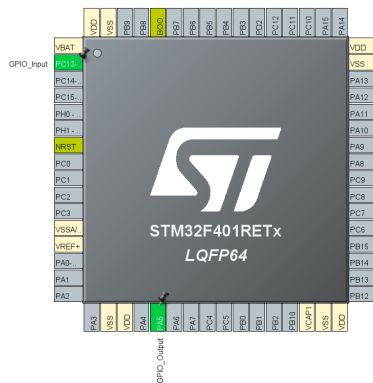 VDD
VSS
PB9
PB8
BOO..
PB7
PB6
PB5
PB4
PB3
PD2
PC12
PC11
PC10
PA15
PA14
VBAT
GPIO_Input PC13-..
PC14-..
PC15-..
PH0 -..
PH1 -..
NRST
PC0
PC1
PC2
PC3
VSSA/..
VREF+
PA0-..
PA1
PA2
ST
STM32F401RETx
LQFP64
VDD
VSS
PA13
PA12
PA11
PA10
PA9
PA8
PC9
PC8
PC7
PC6
PB15
PB14
PB13
PB12
PA3
VSS
VDD
PA4
PA5
PA6
PA7
PC4
PC5
PB0
PB1
PB2
PB10
VCAP1
VSS
VDD
GPIO_Output